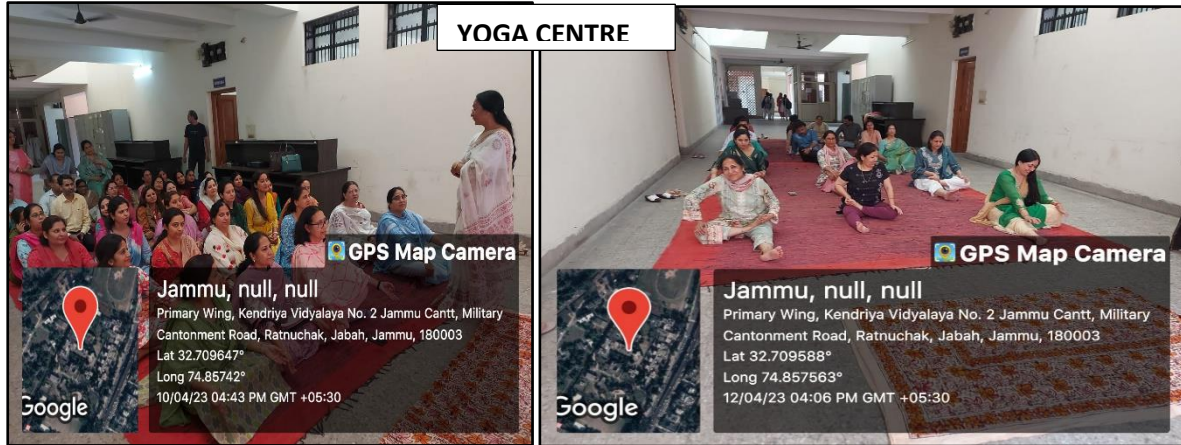 YOGA CENTRE
GPS Map Camera
Jammu, null, null
Primary Wing, Kendriya Vidyalaya No. 2 Jammu Cantt, Military
Cantonment Road, Ratnuchak, Jabah, Jammu, 180003
Lat 32.709647°
Long 74.85742°
10/04/23 04:43 PM GMT +05:30
Google
GPS Map Camera
Jammu, null, null
Primary Wing, Kendriya Vidyalaya No. 2 Jammu Cantt, Military
Cantonment Road, Ratnuchak, Jabah, Jammu, 180003
Lat 32.709588°
Long 74.857563°
12/04/23 04:06 PM GMT +05:30
Google